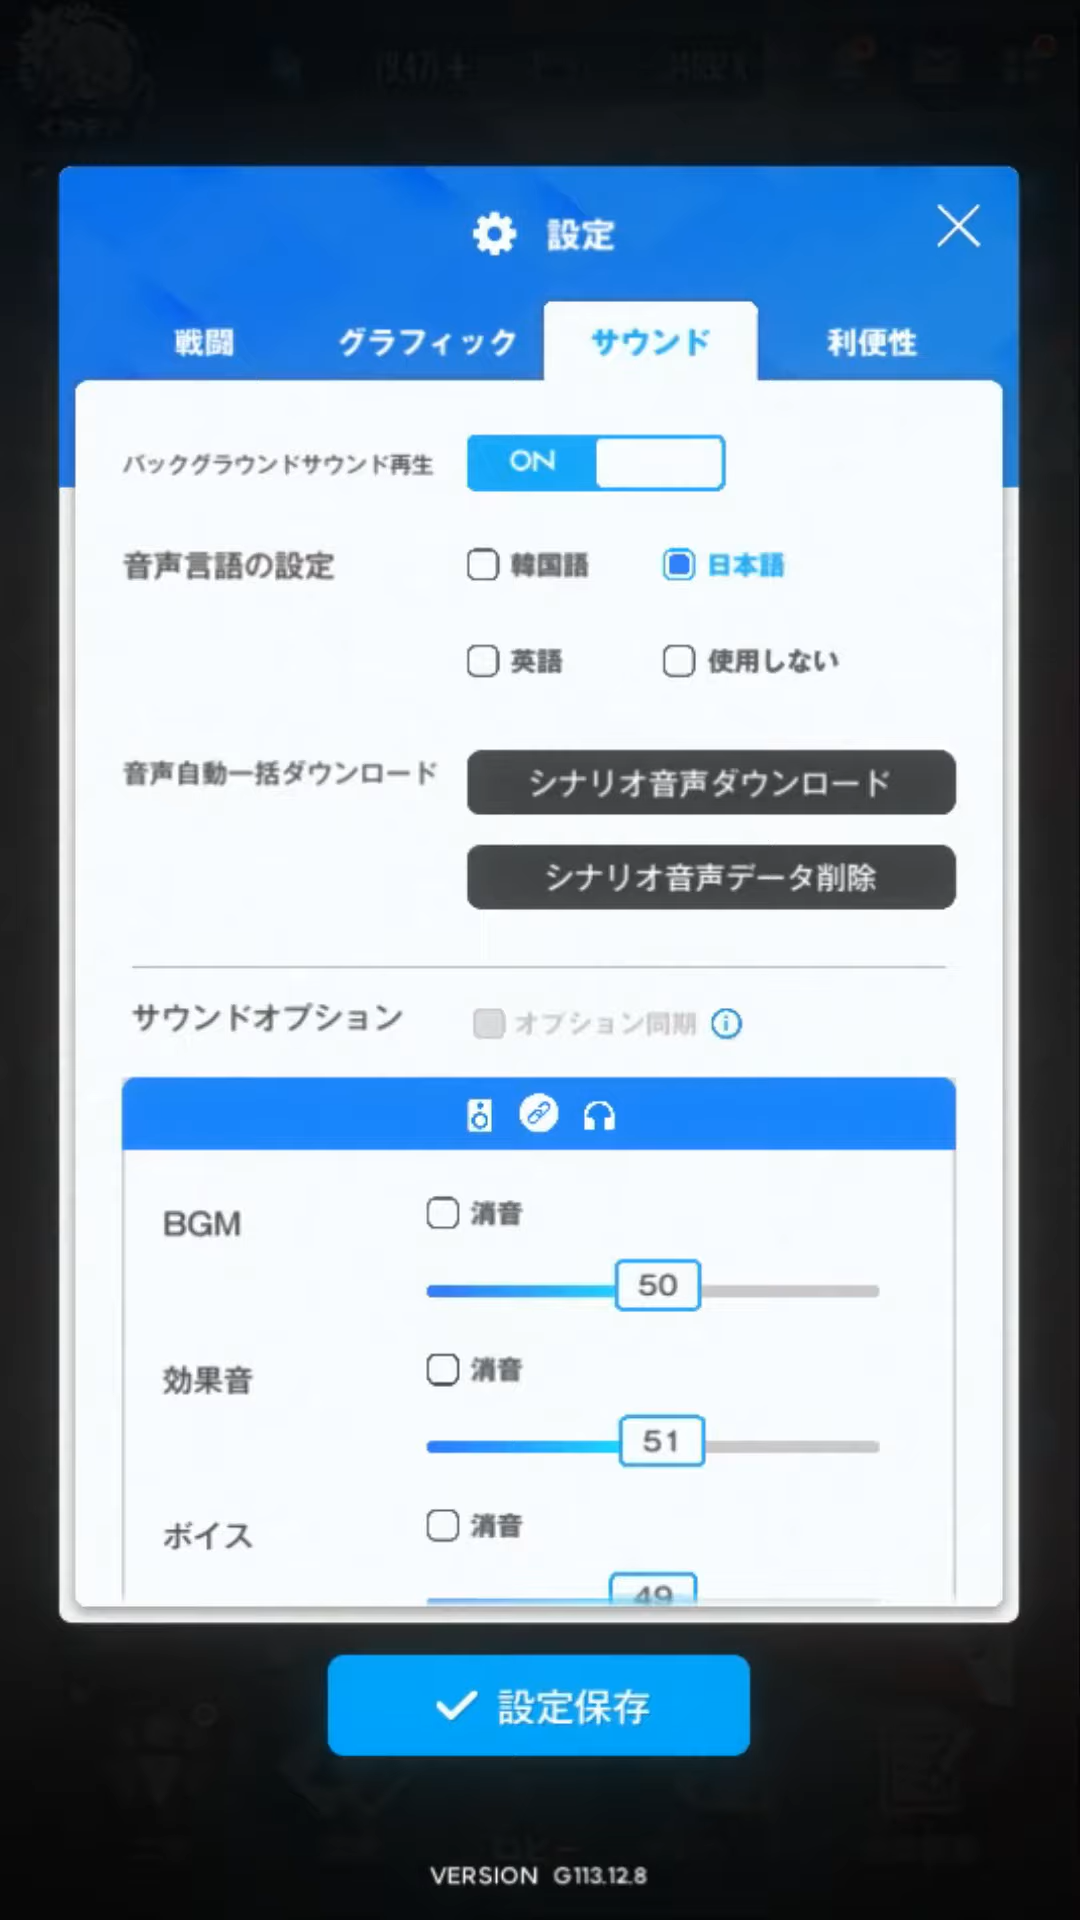 設定
戦闘 グラフィック サウンド 利便性
バックグラウンドサウンド再生 ON
音声言語の設定 韓国語 日本語
英語 使用しない
音声自動一括ダウンロード シナリオ音声ダウンロード
シナリオ音声データ削除
サウンドオプション オプション同期
BGM 消音
50
効果音 消音
51
ボイス 消音
49
設定保存
VERSION G113.12.8